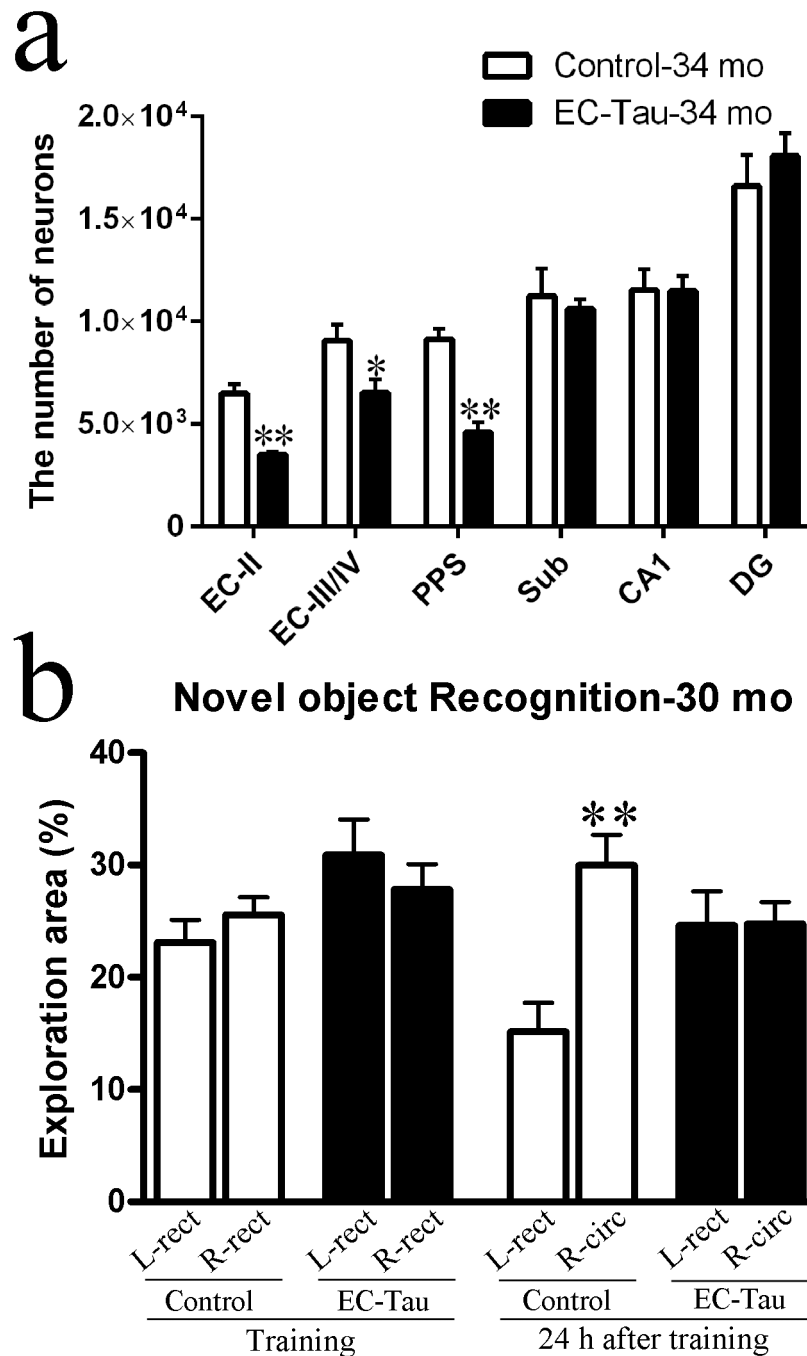 a
Control-34 mo
EC-Tau-34 mo
The number of neurons
2.0×10⁴
1.5×10⁴
1.0×10⁴
5.0×10³
0
**
*
**
EC-II
EC-III/IV
PPS
Sub
CA1
DG
b
Novel object Recognition-30 mo
Exploration area (%)
40
30
20
10
0
**
L-rect R-rect L-rect R-rect L-rect R-circ L-rect R-circ
Control EC-Tau Control EC-Tau
Training 24 h after training